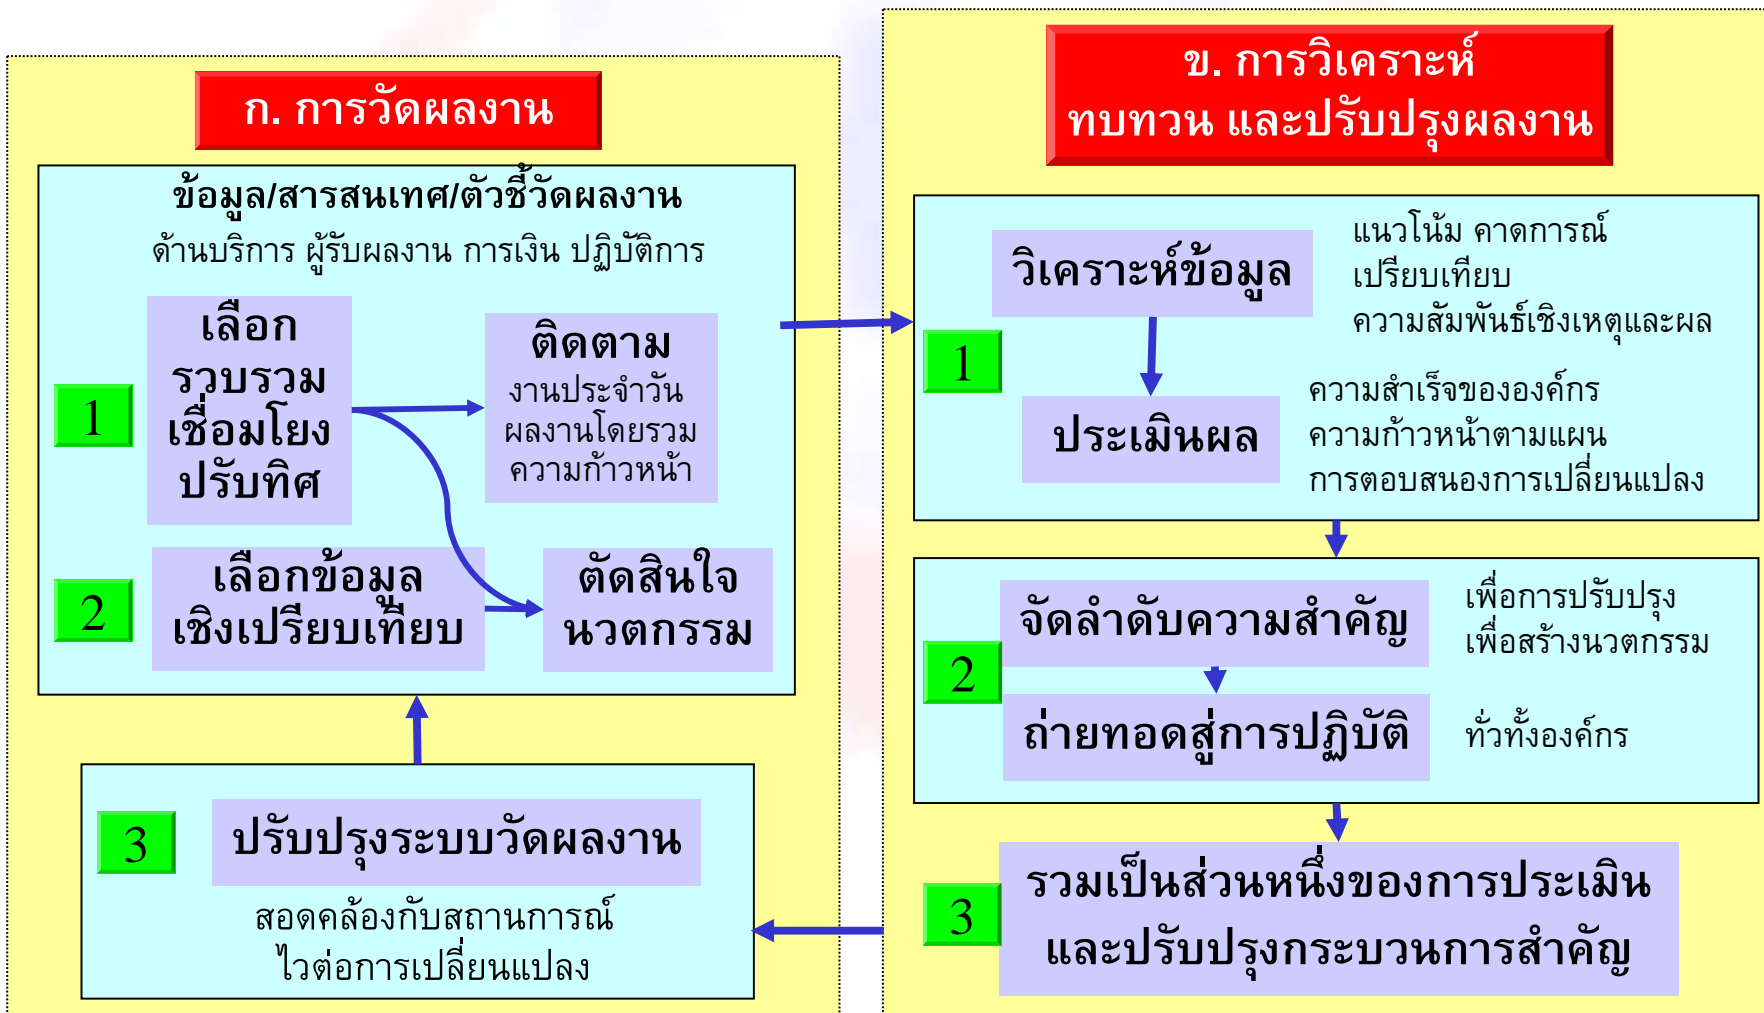 ก. การวัดผลงาน
ข้อมูล/สารสนเทศ/ตัวชี้วัดผลงาน
ด้านบริการ ผู้รับผลงาน การเงิน ปฏิบัติการ
1
เลือก
รวบรวม
เชื่อมโยง
ปรับทิศ
ติดตาม
งานประจำวัน
ผลงานโดยรวม
ความก้าวหน้า
2
เลือกข้อมูล
เชิงเปรียบเทียบ
ตัดสินใจ
นวตกรรม
3
ปรับปรุงระบบวัดผลงาน
สอดคล้องกับสถานการณ์
ไวต่อการเปลี่ยนแปลง
ข. การวิเคราะห์
ทบทวน และปรับปรุงผลงาน
1
วิเคราะห์ข้อมูล
แนวโน้ม คาดการณ์
เปรียบเทียบ
ความสัมพันธ์เชิงเหตุและผล
ประเมินผล
ความสำเร็จขององค์กร
ความก้าวหน้าตามแผน
การตอบสนองการเปลี่ยนแปลง
2
จัดลำดับความสำคัญ
เพื่อการปรับปรุง
เพื่อสร้างนวตกรรม
ถ่ายทอดสู่การปฏิบัติ
ทั่วทั้งองค์กร
3
รวมเป็นส่วนหนึ่งของการประเมิน
และปรับปรุงกระบวนการสำคัญ